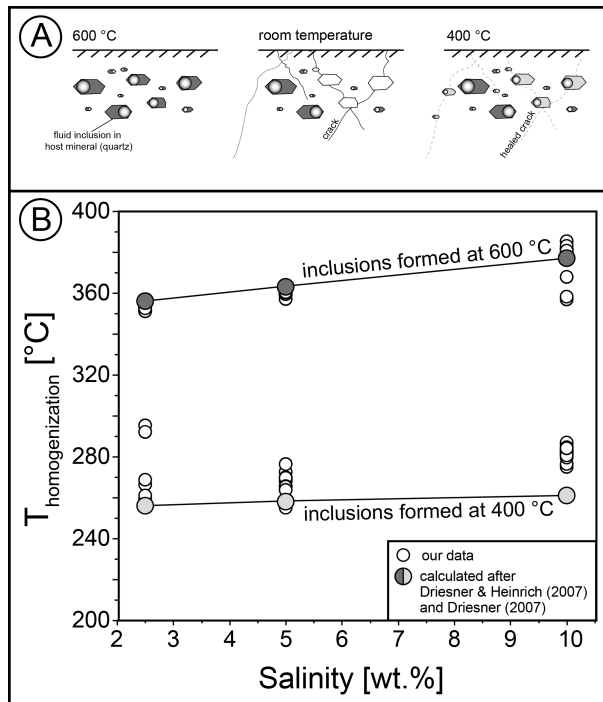 A
600 °C
room temperature
400 °C
fluid inclusion in
host mineral (quartz)
crack
healed crack
B
400
360
320
280
240
200
T homogenization [°C]
inclusions formed at 600 °C
inclusions formed at 400 °C
our data
calculated after
Driesner & Heinrich (2007)
and Driesner (2007)
2 3 4 5 6 7 8 9 10
Salinity [wt.%]